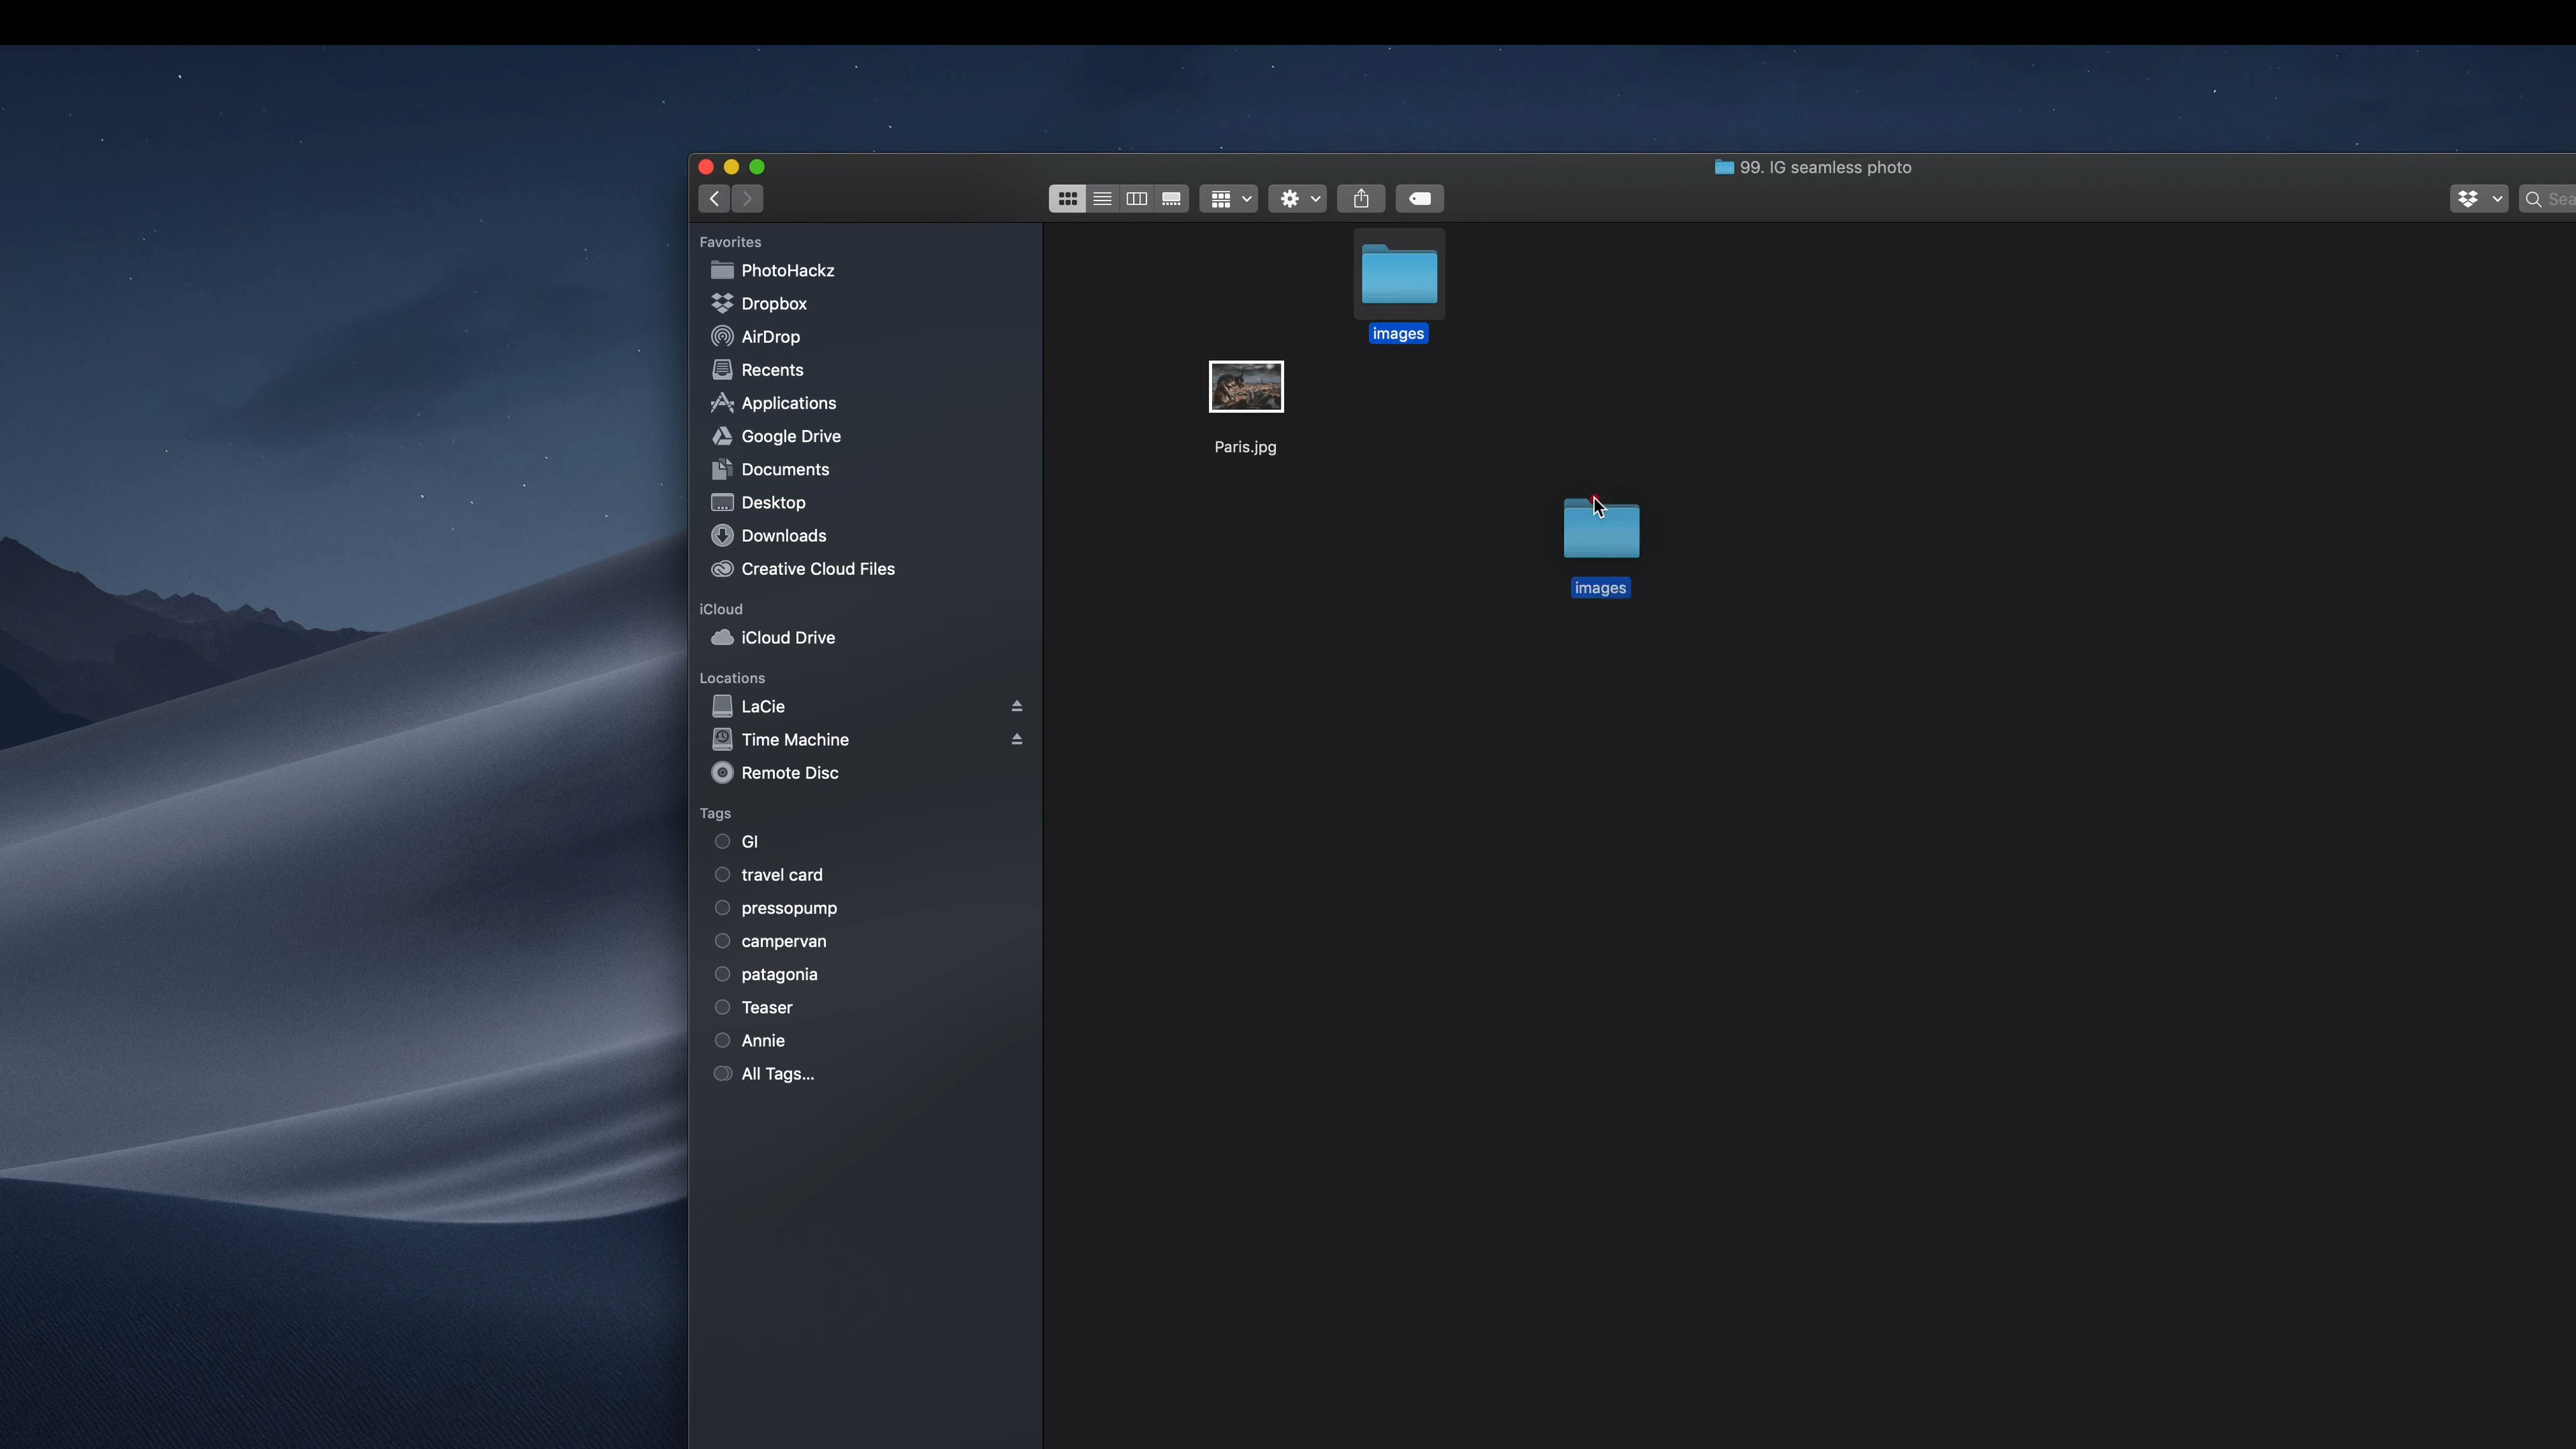 99. IG seamless photo
Sea
Favorites
PhotoHackz
Dropbox
AirDrop
Recents
Applications
Google Drive
Documents
Desktop
Downloads
Creative Cloud Files
iCloud
iCloud Drive
Locations
LaCie
Time Machine
Remote Disc
Tags
GI
travel card
pressopump
campervan
patagonia
Teaser
Annie
All Tags...
images
Paris.jpg
images